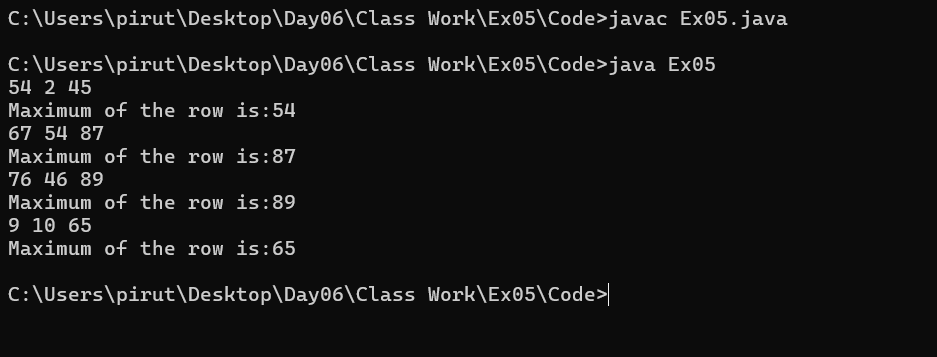 C:\Users\pirut\Desktop\Day06\Class Work\Ex05\Code>javac Ex05.java
C:\Users\pirut\Desktop\Day06\Class Work\Ex05\Code>java Ex05
54 2 45
Maximum of the row is:54
67 54 87
Maximum of the row is:87
76 46 89
Maximum of the row is:89
9 10 65
Maximum of the row is:65
C:\Users\pirut\Desktop\Day06\Class Work\Ex05\Code>